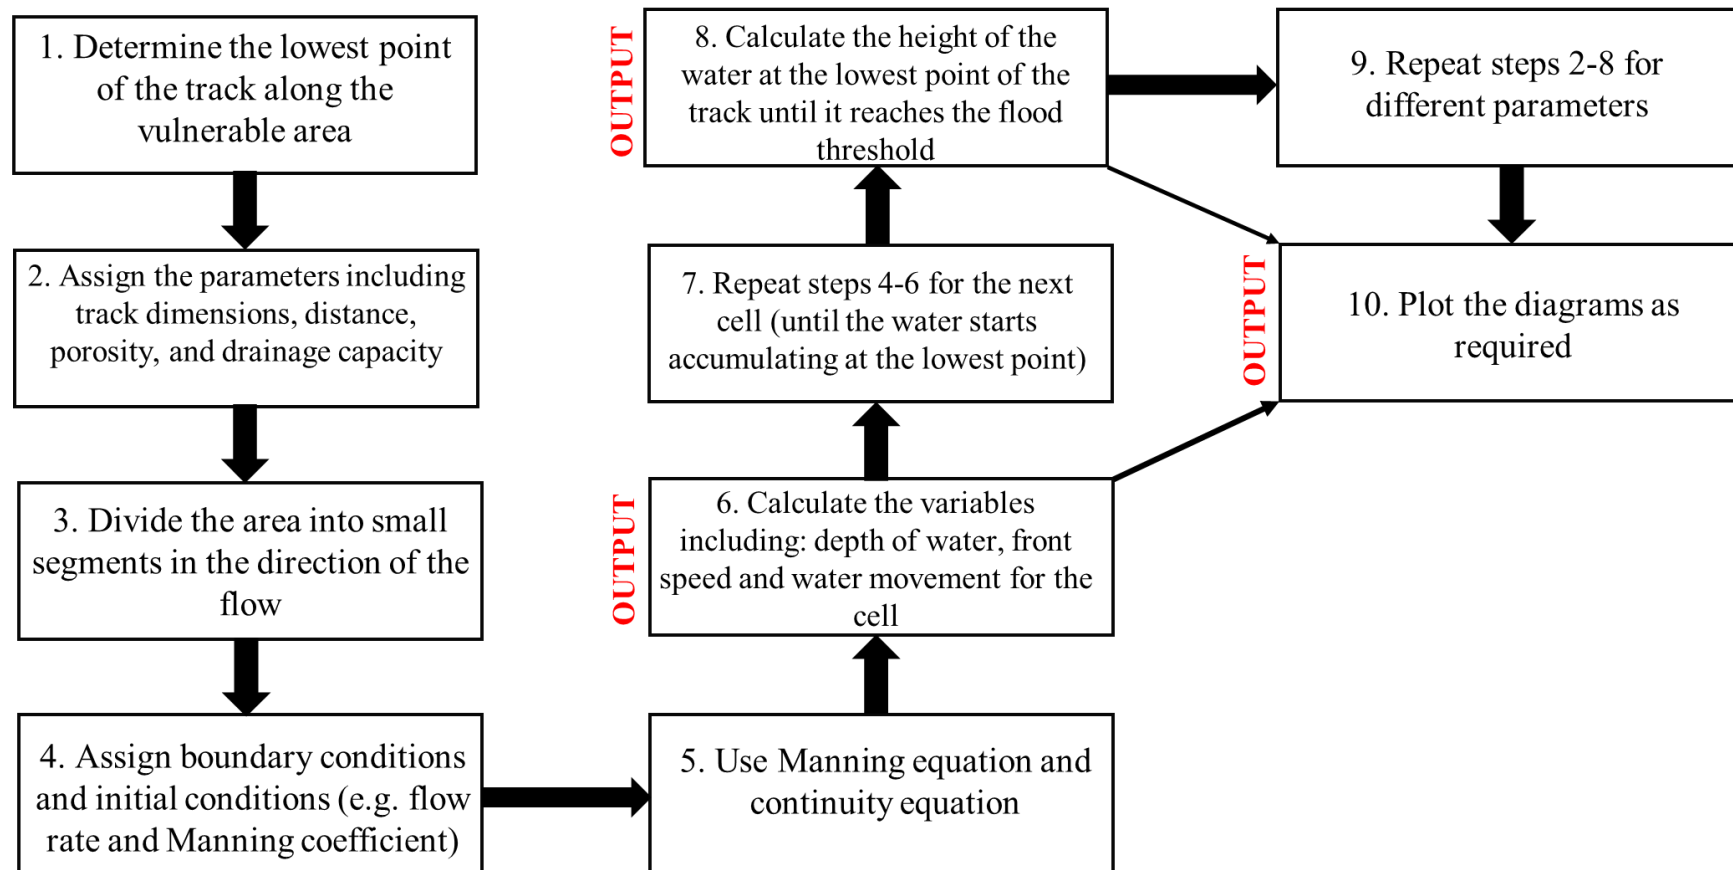 1. Determine the lowest point
of the track along the
vulnerable area
2. Assign the parameters including
track dimensions, distance,
porosity, and drainage capacity
3. Divide the area into small
segments in the direction of the
flow
4. Assign boundary conditions
and initial conditions (e.g. flow
rate and Manning coefficient)
5. Use Manning equation and
continuity equation
OUTPUT
6. Calculate the variables
including: depth of water, front
speed and water movement for the
cell
7. Repeat steps 4-6 for the next
cell (until the water starts
accumulating at the lowest point)
OUTPUT
8. Calculate the height of the
water at the lowest point of the
track until it reaches the flood
threshold
9. Repeat steps 2-8 for
different parameters
OUTPUT
10. Plot the diagrams as
required